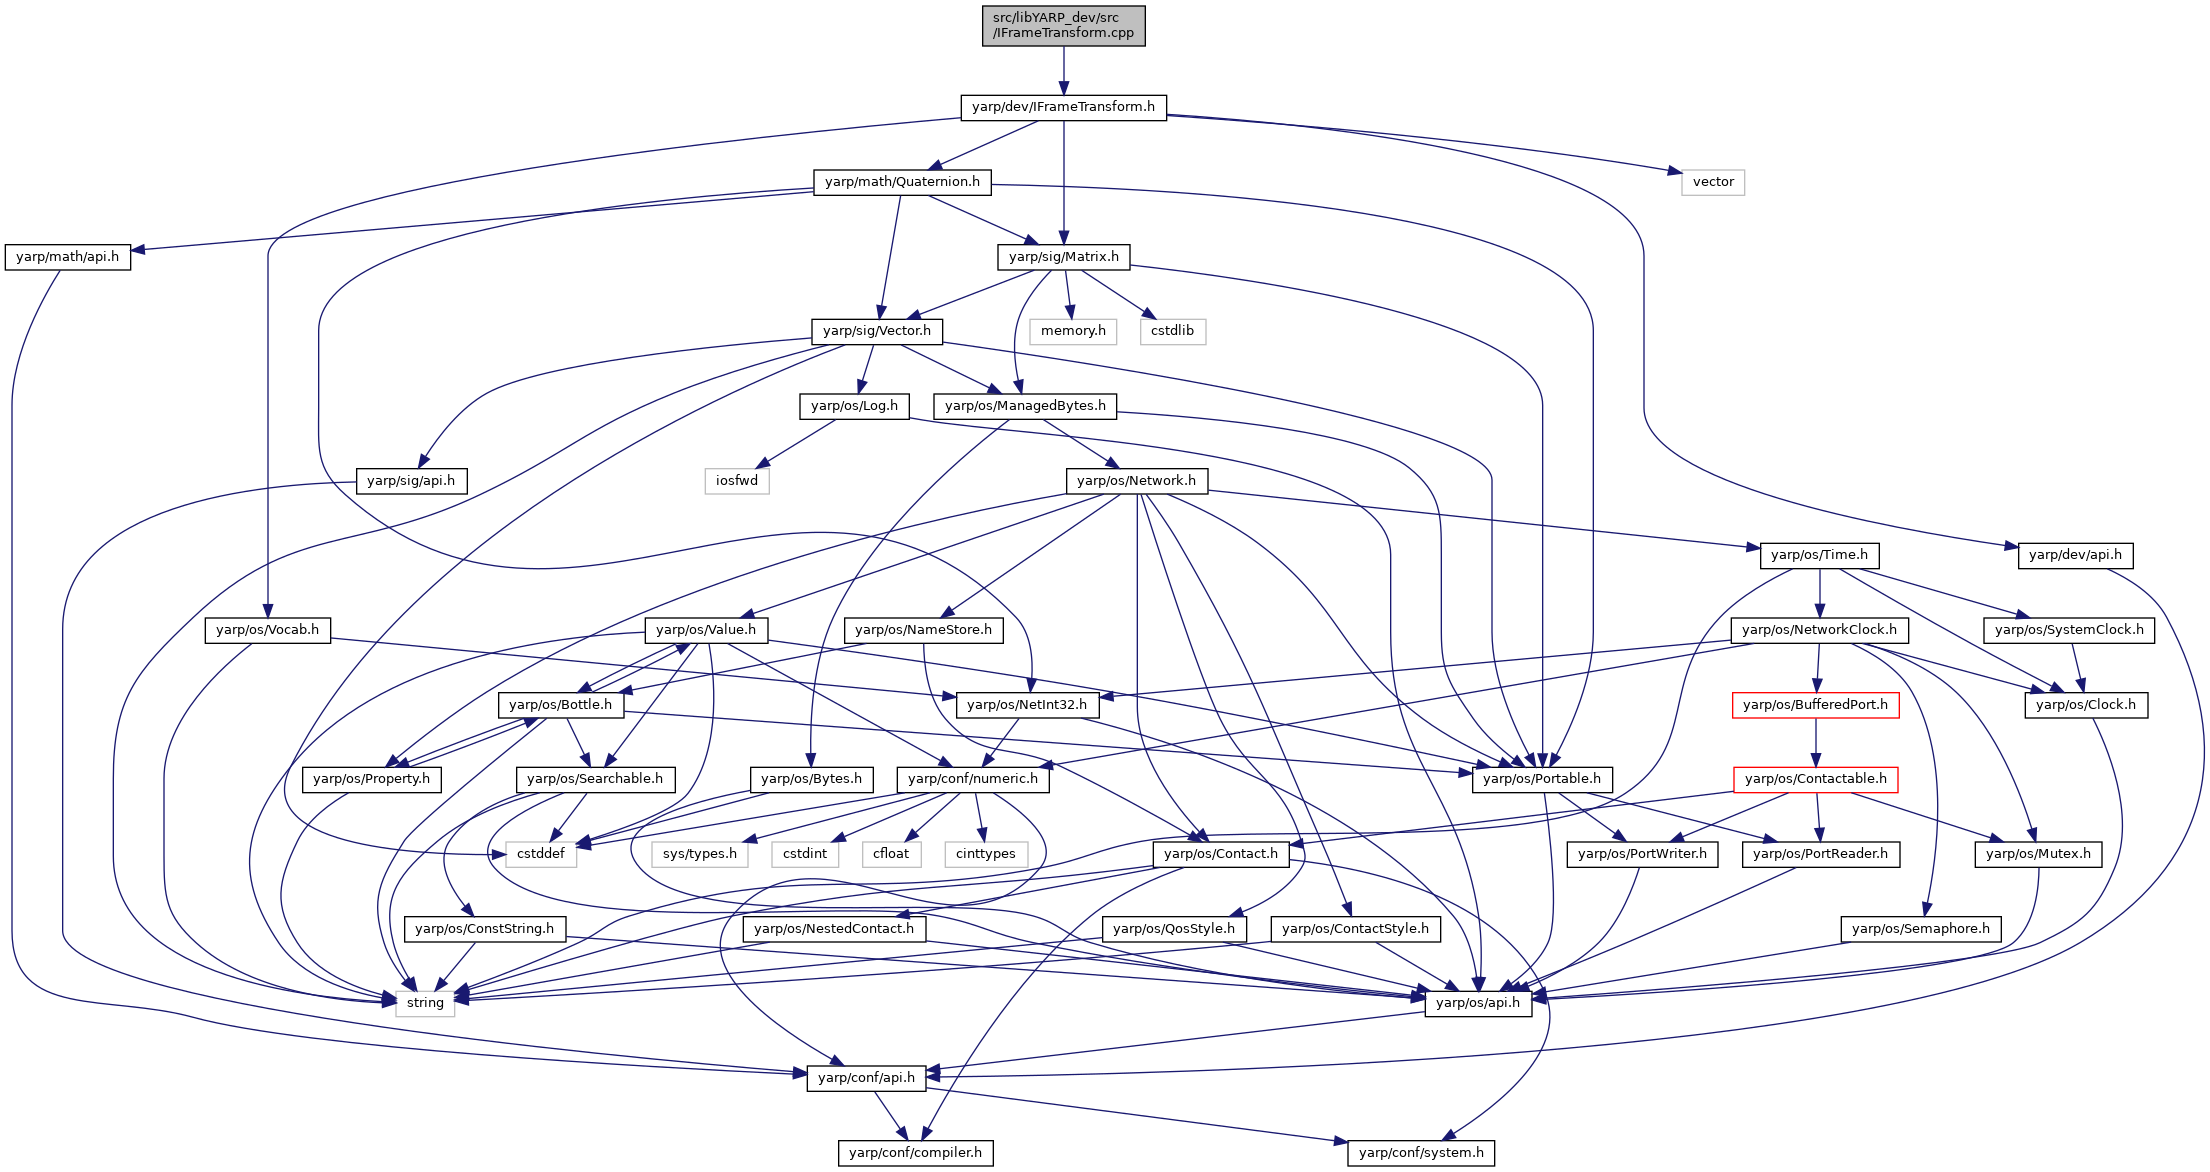 src/libYARP_dev/src
/IFrameTransform.cpp
yarp/dev/IFrameTransform.h
yarp/math/Quaternion.h
vector
yarp/math/api.h
yarp/sig/Matrix.h
yarp/sig/Vector.h
memory.h
cstdlib
yarp/os/Log.h
yarp/os/ManagedBytes.h
yarp/sig/api.h
iosfwd
yarp/os/Network.h
yarp/os/Time.h
yarp/dev/api.h
yarp/os/Vocab.h
yarp/os/Value.h
yarp/os/NameStore.h
yarp/os/NetworkClock.h
yarp/os/SystemClock.h
yarp/os/Bottle.h
yarp/os/NetInt32.h
yarp/os/BufferedPort.h
yarp/os/Clock.h
yarp/os/Property.h
yarp/os/Searchable.h
yarp/os/Bytes.h
yarp/conf/numeric.h
yarp/os/Portable.h
yarp/os/Contactable.h
cstddef
sys/types.h
cstdint
cfloat
cinttypes
yarp/os/Contact.h
yarp/os/PortWriter.h
yarp/os/PortReader.h
yarp/os/Mutex.h
yarp/os/ConstString.h
yarp/os/NestedContact.h
yarp/os/QosStyle.h
yarp/os/ContactStyle.h
yarp/os/Semaphore.h
string
yarp/os/api.h
yarp/conf/api.h
yarp/conf/compiler.h
yarp/conf/system.h